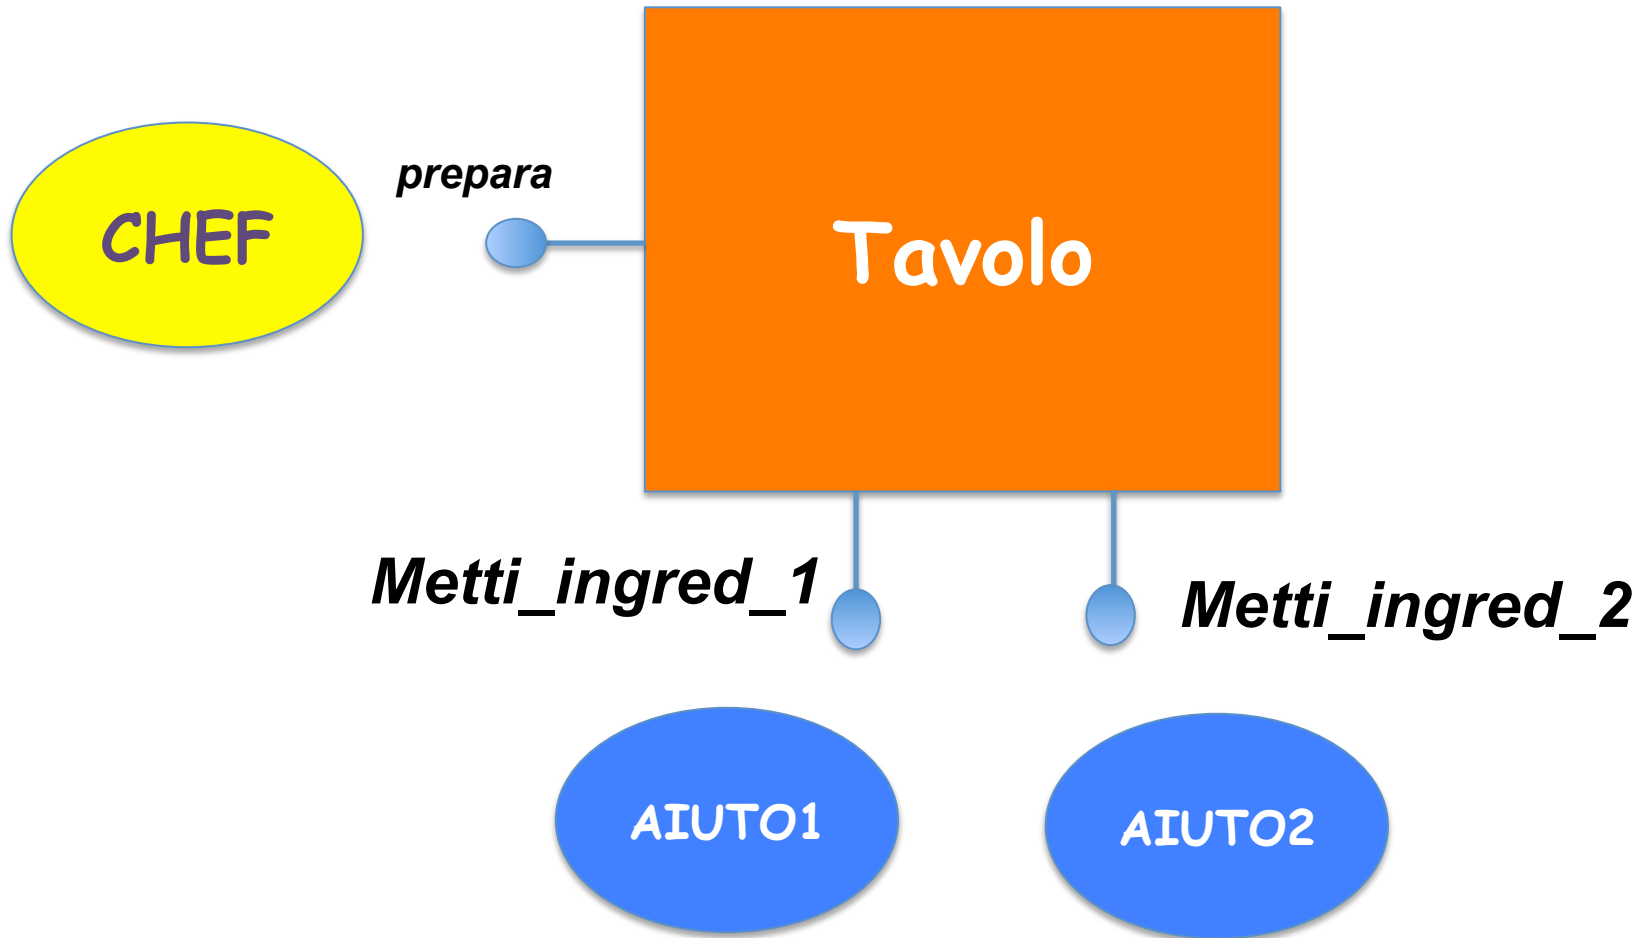 prepara
CHEF
Tavolo
Metti_ingred_1
Metti_ingred_2
AIUTO1
AIUTO2